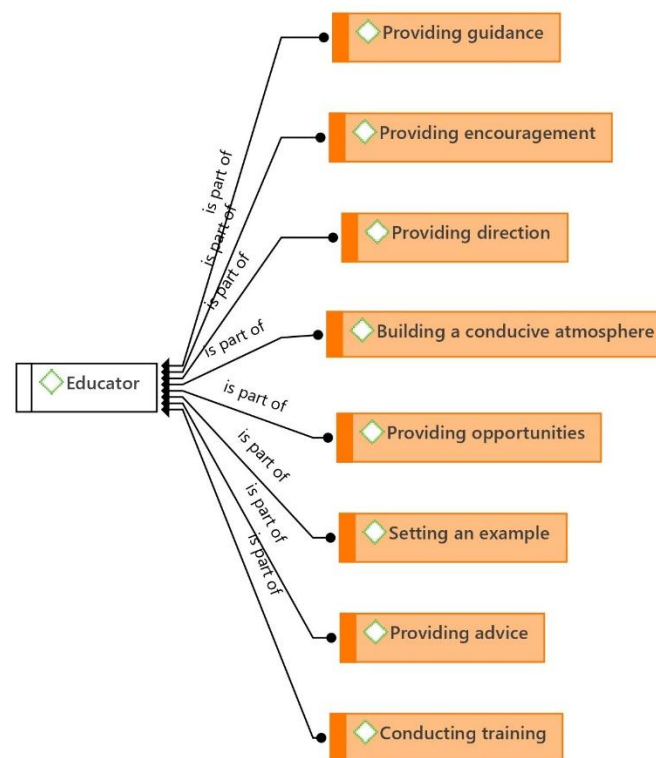 Providing guidance
Providing encouragement
Providing direction
Building a conducive atmosphere
Educator
Providing opportunities
Setting an example
Providing advice
Conducting training
is part of
is part of
is part of
is part of
is part of
is part of
is part of
is part of